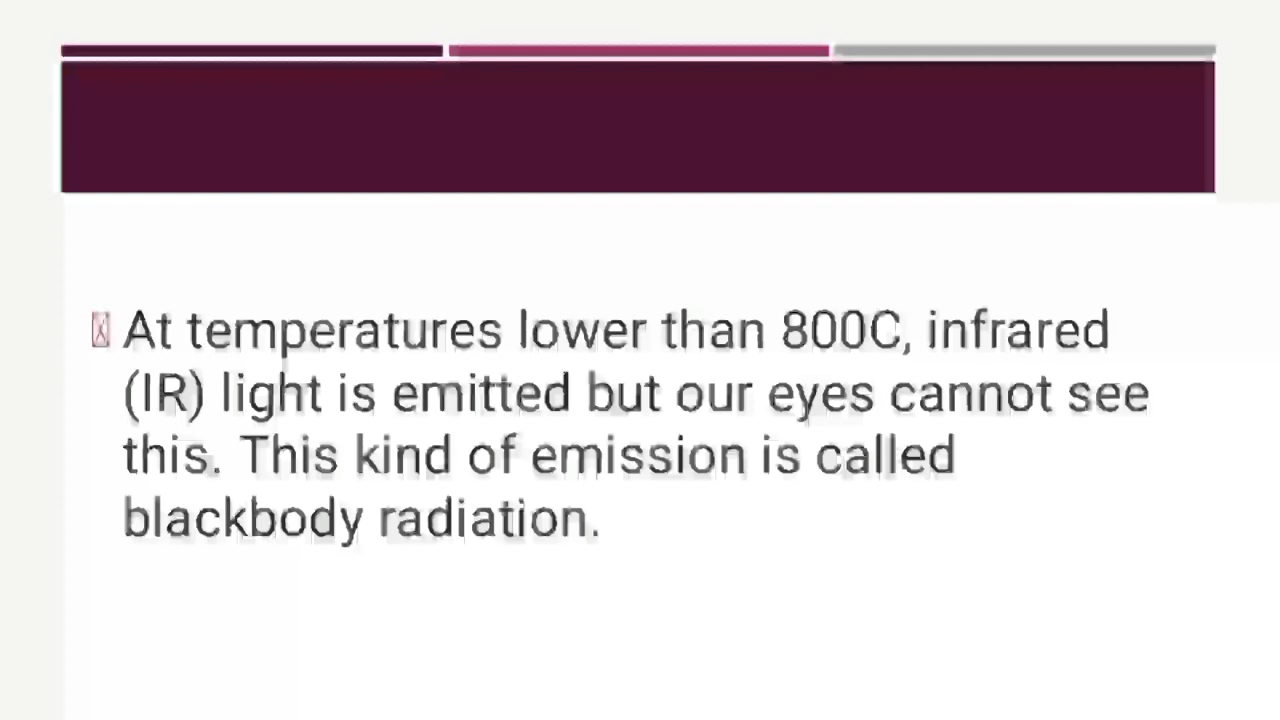 At temperatures lower than 800C, infrared
(IR) light is emitted but our eyes cannot see
this. This kind of emission is called
blackbody radiation.